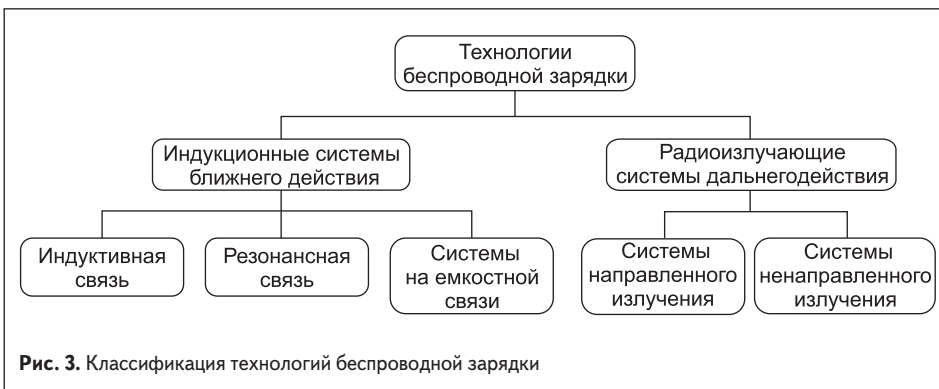 Технологии
беспроводной зарядки
Индукционные системы
ближнего действия
Радиоизлучающие
системы дальнегодействия
Индуктивная
связь
Резонансная
связь
Системы
на емкостной
связи
Системы
направленного
излучения
Системы
ненаправленного
излучения
Рис. 3. Классификация технологий беспроводной зарядки